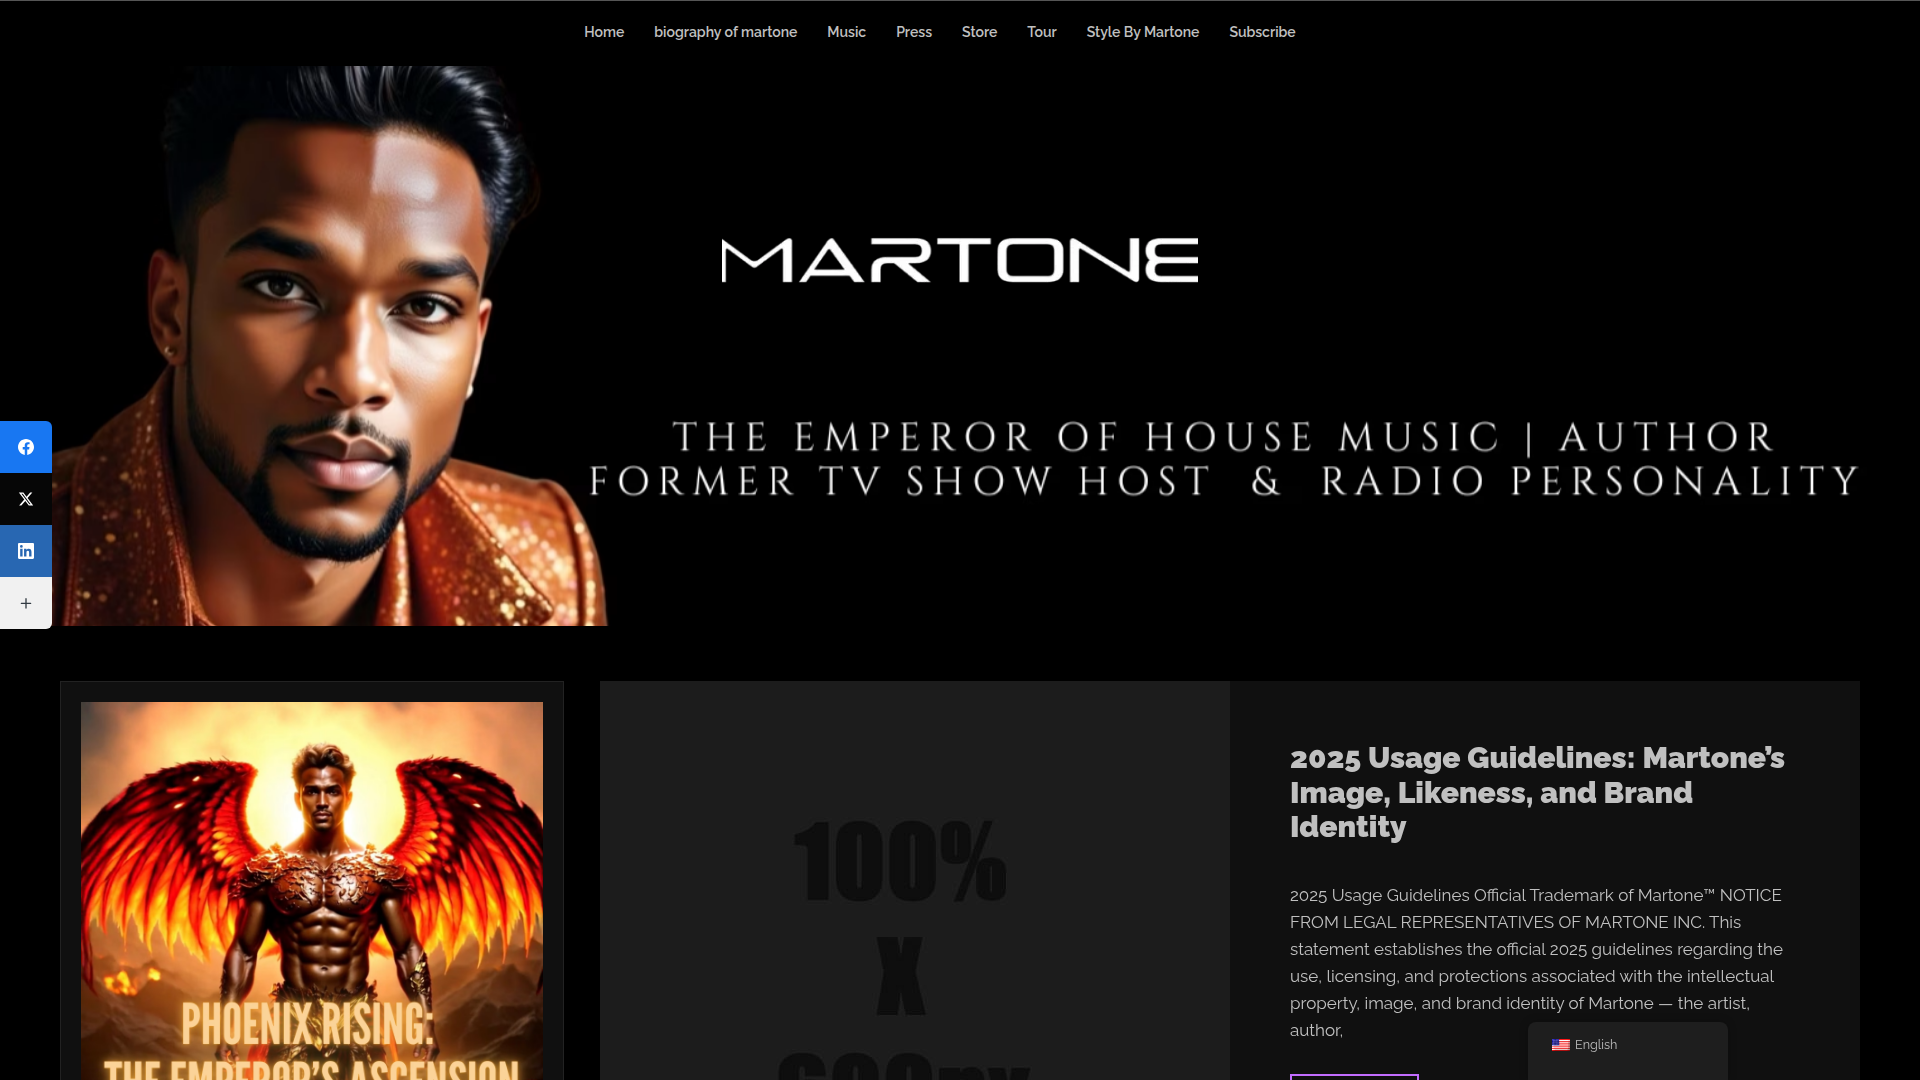 Home
biography of martone
Music
Press
Store
Tour
Style By Martone
Subscribe
MARTONE
THE EMPEROR OF HOUSE MUSIC | AUTHOR
FORMER TV SHOW HOST & RADIO PERSONALITY
PHOENIX RISING:
THE EMPEROR'S ASCENSION
100%
X
600px
2025 Usage Guidelines: Martone’s
Image, Likeness, and Brand
Identity
2025 Usage Guidelines Official Trademark of Martone™ NOTICE
FROM LEGAL REPRESENTATIVES OF MARTONE INC. This
statement establishes the official 2025 guidelines regarding the
use, licensing, and protections associated with the intellectual
property, image, and brand identity of Martone — the artist,
author,
English